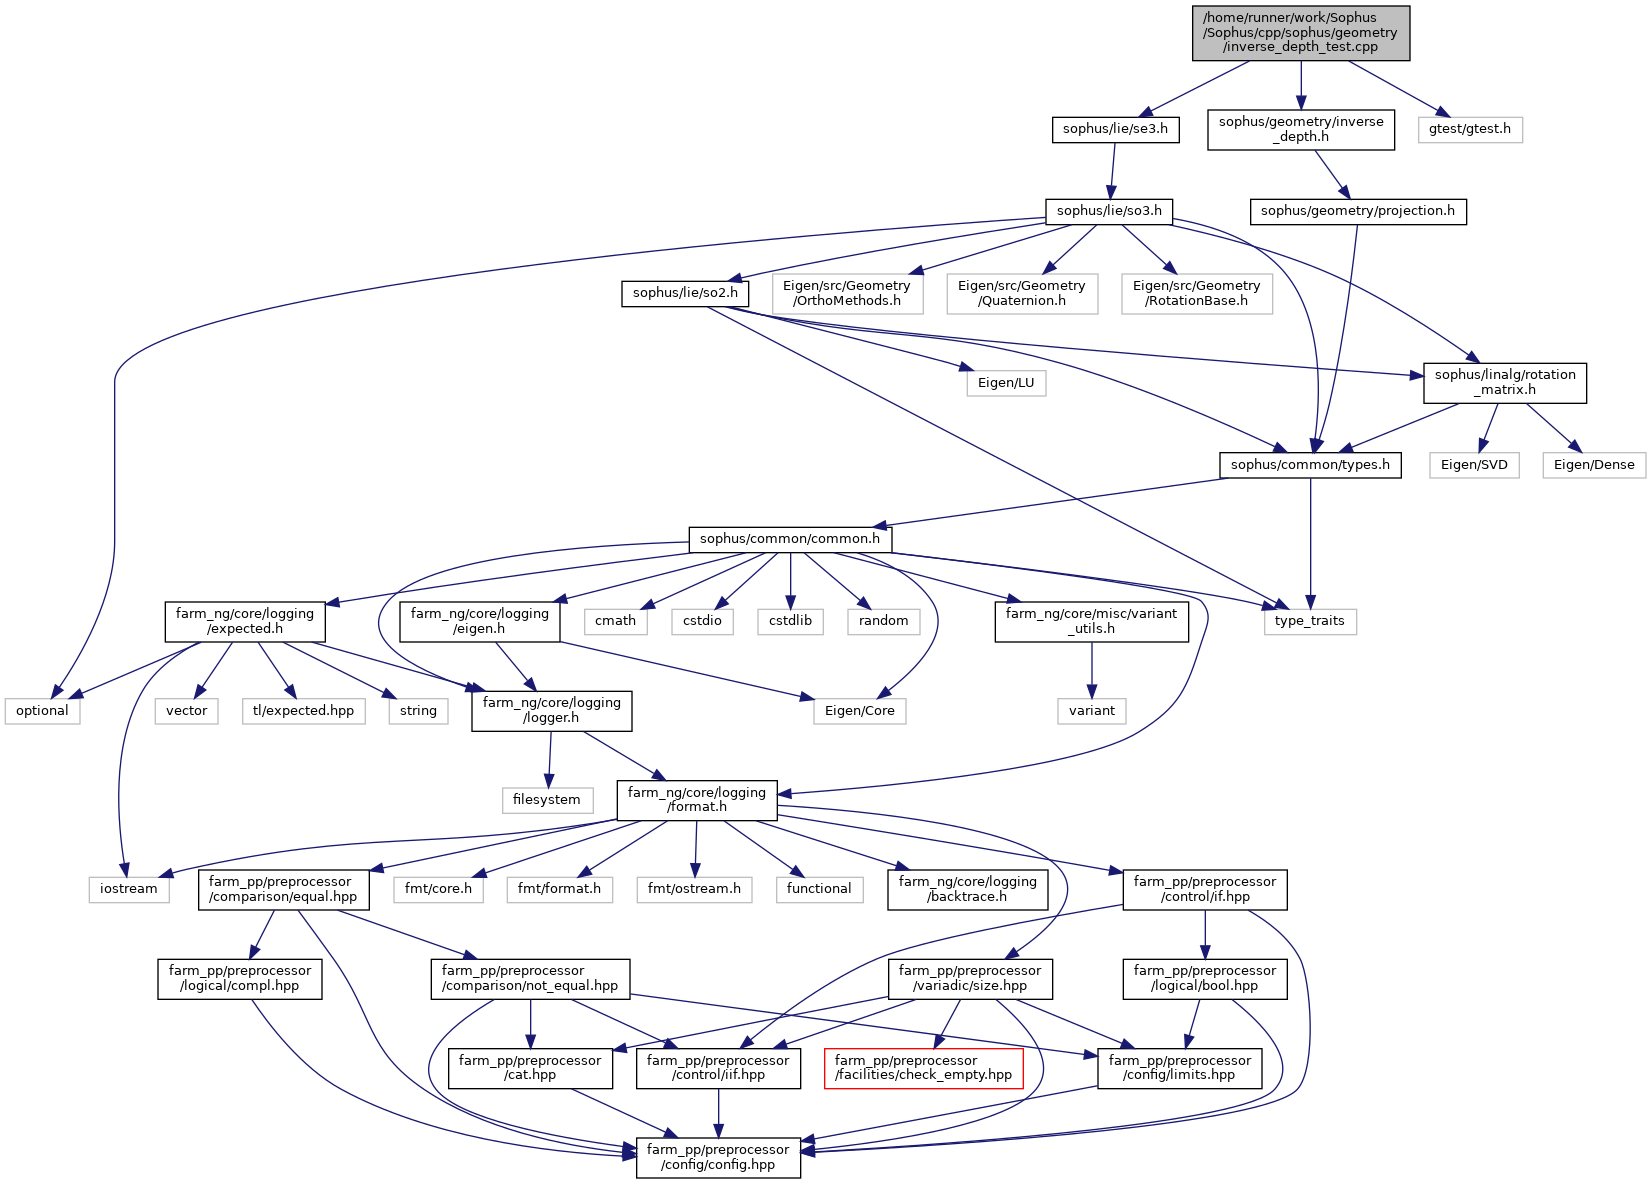 /home/runner/work/Sophus
/Sophus/cpp/sophus/geometry
/inverse_depth_test.cpp
sophus/lie/se3.h
sophus/geometry/inverse
_depth.h
gtest/gtest.h
sophus/lie/so3.h
sophus/geometry/projection.h
sophus/lie/so2.h
Eigen/src/Geometry
/OrthoMethods.h
Eigen/src/Geometry
/Quaternion.h
Eigen/src/Geometry
/RotationBase.h
Eigen/LU
sophus/linalg/rotation
_matrix.h
sophus/common/types.h
Eigen/SVD
Eigen/Dense
sophus/common/common.h
farm_ng/core/logging
/expected.h
farm_ng/core/logging
/eigen.h
cmath
cstdio
cstdlib
random
farm_ng/core/misc/variant
_utils.h
type_traits
optional
vector
tl/expected.hpp
string
farm_ng/core/logging
/logger.h
Eigen/Core
variant
filesystem
farm_ng/core/logging
/format.h
iostream
farm_pp/preprocessor
/comparison/equal.hpp
fmt/core.h
fmt/format.h
fmt/ostream.h
functional
farm_ng/core/logging
/backtrace.h
farm_pp/preprocessor
/control/if.hpp
farm_pp/preprocessor
/logical/compl.hpp
farm_pp/preprocessor
/comparison/not_equal.hpp
farm_pp/preprocessor
/variadic/size.hpp
farm_pp/preprocessor
/logical/bool.hpp
farm_pp/preprocessor
/cat.hpp
farm_pp/preprocessor
/control/iif.hpp
farm_pp/preprocessor
/facilities/check_empty.hpp
farm_pp/preprocessor
/config/limits.hpp
farm_pp/preprocessor
/config/config.hpp